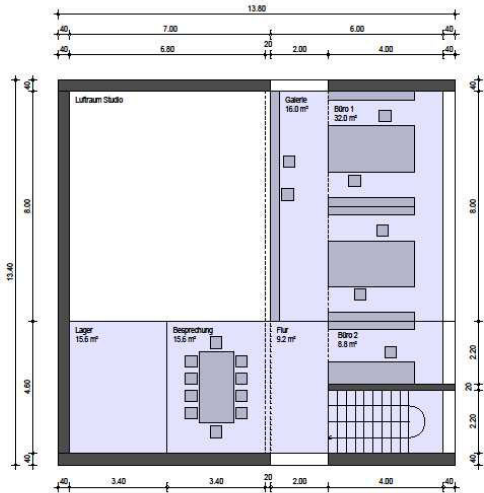 13.80
7.00 6.00
40 40
20
40 6.80 2.00 4.00 40
40 40
Luftraum Studio
Galerie
16.0 m²
Büro 1
32.0 m²
8.00 8.00
13.40
Lager
15.6 m²
Besprechung
15.6 m²
Flur
9.2 m²
Büro 2
8.8 m²
2.20
4.60
20
2.20
40 40
20
40 3.40 3.40 2.00 4.00 40